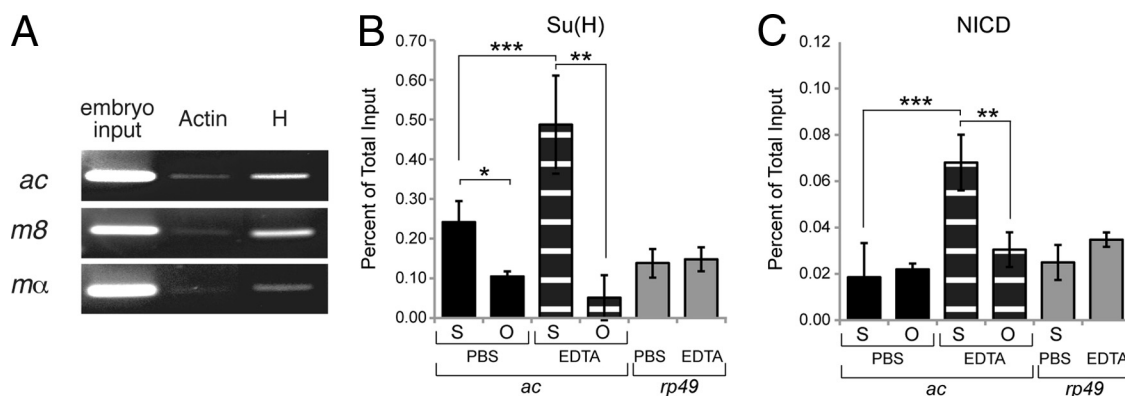 A
embryo input
Actin
H
ac
m8
mα
B
Su(H)
Percent of Total Input
0.70
0.60
0.50
0.40
0.30
0.20
0.10
0.00
*
***
**
S O S O
PBS EDTA PBS EDTA
ac rp49
C
NICD
Percent of Total Input
0.12
0.10
0.08
0.06
0.04
0.02
0.00
***
**
S O S O S
PBS EDTA PBS EDTA
ac rp49